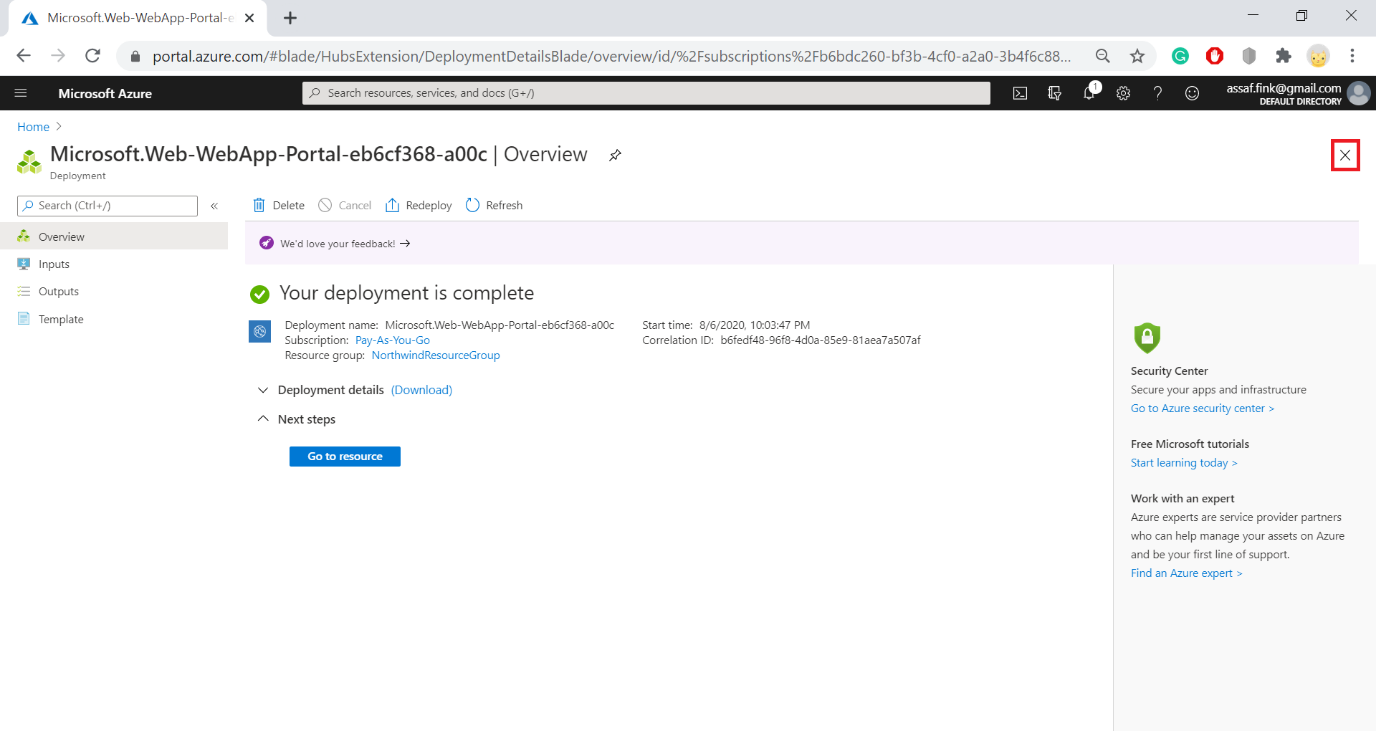 Microsoft.Web-WebApp-Portal-e
portal.azure.com/#blade/HubsExtension/DeploymentDetailsBlade/overview/id/%2Fsubscriptions%2Fb6bdc260-bf3b-4cf0-a2a0-3b4f6c88...
Microsoft Azure
Search resources, services, and docs (G+/)
1
assaf.fink@gmail.com
DEFAULT DIRECTORY
Home >
Microsoft.Web-WebApp-Portal-eb6cf368-a00c | Overview
Deployment
Search (Ctrl+/)
«
Delete
Cancel
Redeploy
Refresh
Overview
Inputs
Outputs
Template
We'd love your feedback! →
Your deployment is complete
Deployment name: Microsoft.Web-WebApp-Portal-eb6cf368-a00c
Subscription: Pay-As-You-Go
Resource group: NorthwindResourceGroup
Start time: 8/6/2020, 10:03:47 PM
Correlation ID: b6fedf48-96f8-4d0a-85e9-81aea7a507af
Deployment details (Download)
Next steps
Go to resource
Security Center
Secure your apps and infrastructure
Go to Azure security center >
Free Microsoft tutorials
Start learning today >
Work with an expert
Azure experts are service provider partners
who can help manage your assets on Azure
and be your first line of support.
Find an Azure expert >